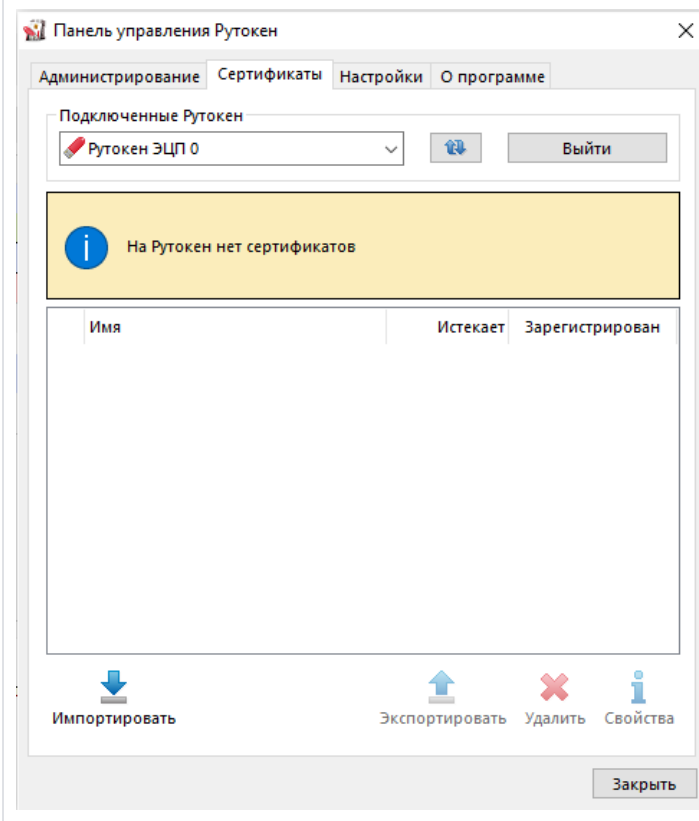 Панель управления Рутокен
Администрирование Сертификаты Настройки О программе
Подключенные Рутокен
Рутокен ЭЦП 0 Выйти
На Рутокен нет сертификатов
Имя Истекает Зарегистрирован
Импортировать Экспортировать Удалить Свойства
Закрыть